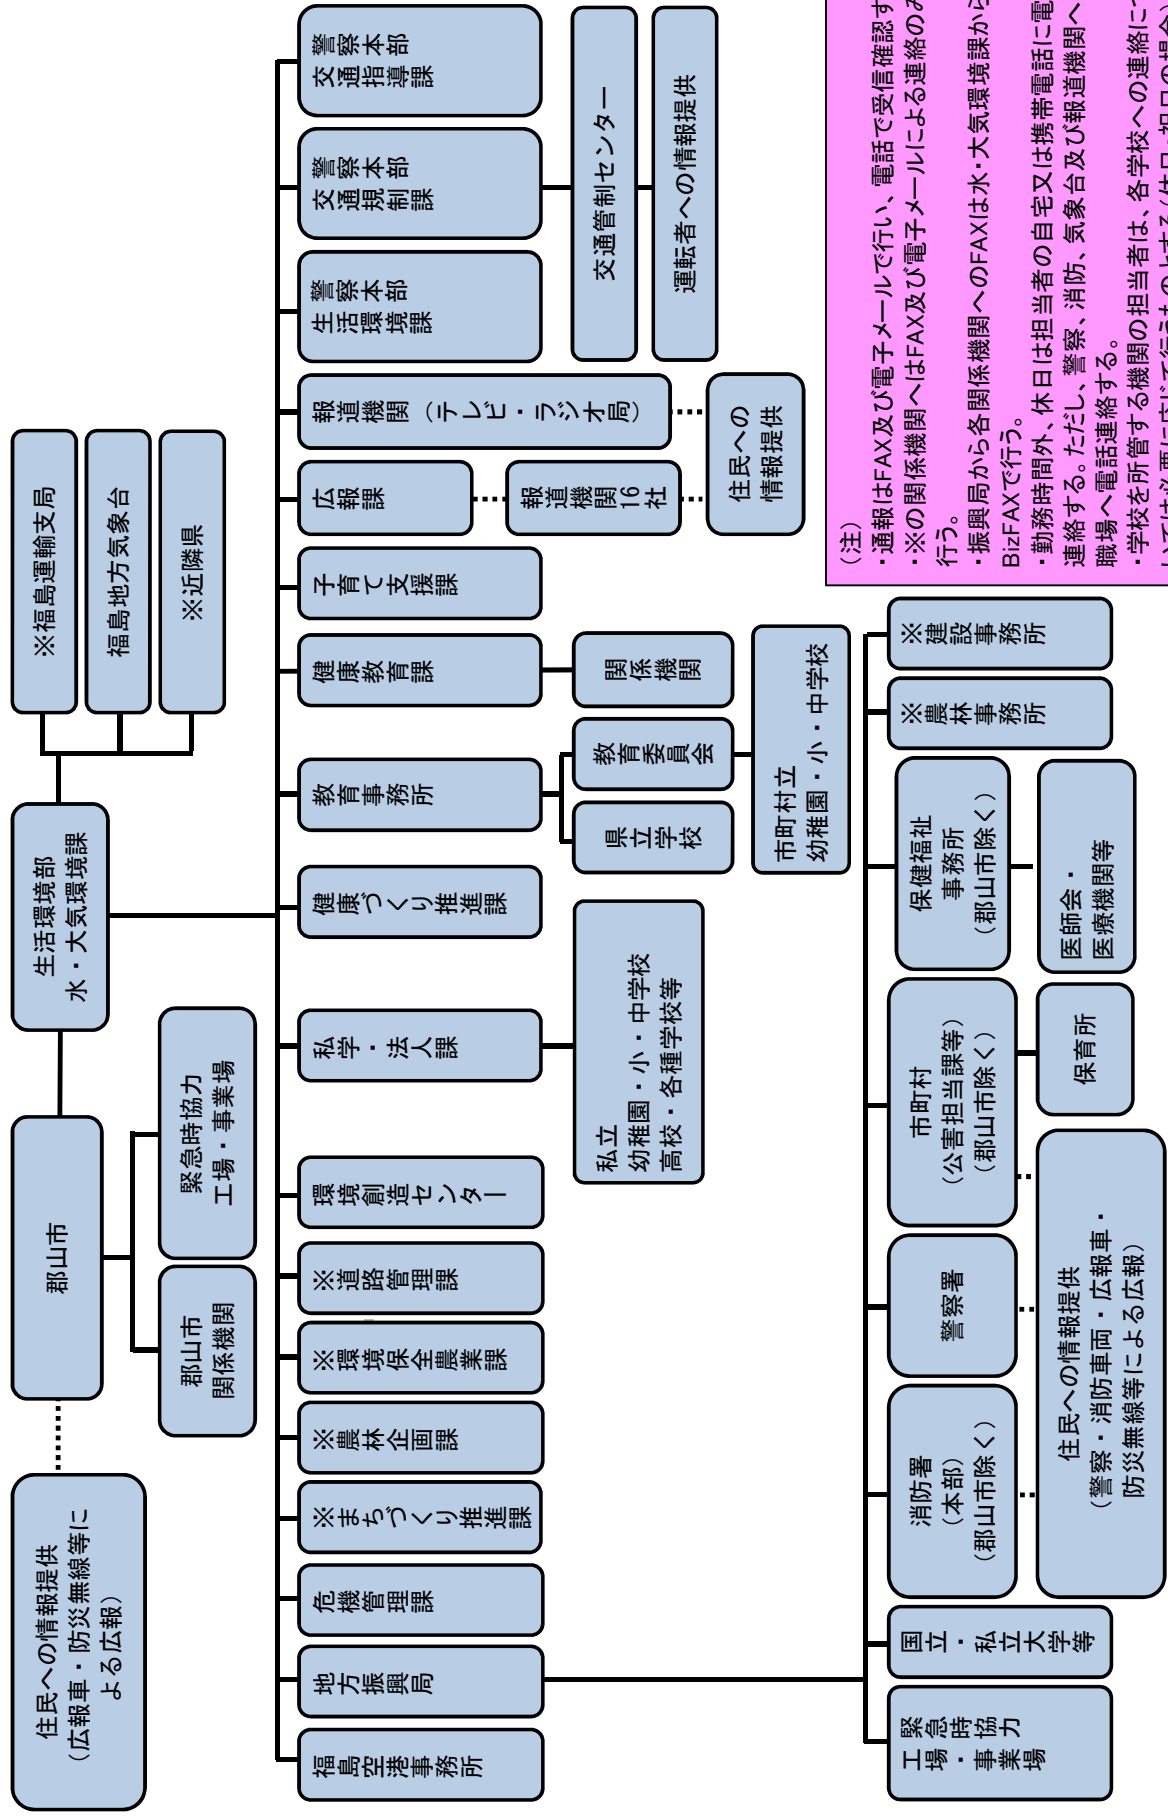 住民への情報提供
（広報車・防災無線等に
よる広報）
郡山市
生活環境部
水・大気環境課
※福島運輸支局
福島地方気象台
※近隣県
郡山市
関係機関
緊急時協力
工場・事業場
福島空港事務所
地方振興局
危機管理課
※まちづくり推進課
※農林企画課
※環境保全農業課
※道路管理課
環境創造センター
私学・法人課
健康づくり推進課
教育事務所
健康教育課
子育て支援課
広報課
報道機関（テレビ・ラジオ局）
警察本部
生活環境課
警察本部
交通規制課
警察本部
交通指導課
私立
幼稚園・小・中学校
高校・各種学校等
県立学校
教育委員会
関係機関
報道機関16社
交通管制センター
運転者への情報提供
住民への
情報提供
市町村立
幼稚園・小・中学校
緊急時協力
工場・事業場
国立・私立大学等
消防署
（本部）
（郡山市除く）
警察署
市町村
（公害担当課等）
（郡山市除く）
保健福祉
事務所
（郡山市除く）
※農林事務所
※建設事務所
住民への情報提供
（警察・消防車両・広報車・
防災無線等による広報）
保育所
医師会・
医療機関等
（注）
・通報はFAX及び電子メールで行い、電話で受信確認す
・※の関係機関へはFAX及び電子メールによる連絡のみ
行う。
・振興局から各関係機関へのFAXは水・大気環境課から
BizFAXで行う。
・勤務時間外、休日は担当者の自宅又は携帯電話に電
連絡する。ただし、警察、消防、気象台及び報道機関へ
職場へ電話連絡する。
・学校を所管する機関の担当者は、各学校への連絡に
いては必要に応じて行うものとする（休日・祝日の場合）